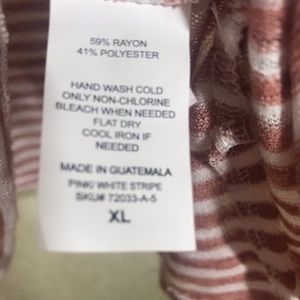 59% RAYON
41% POLYESTER
HAND WASH COLD
ONLY NON-CHLORINE
BLEACH WHEN NEEDED
FLAT DRY
COOL IRON IF
NEEDED
MADE IN GUATEMALA
PINK/ WHITE STRIPE
SKU# 72033-A-5
XL